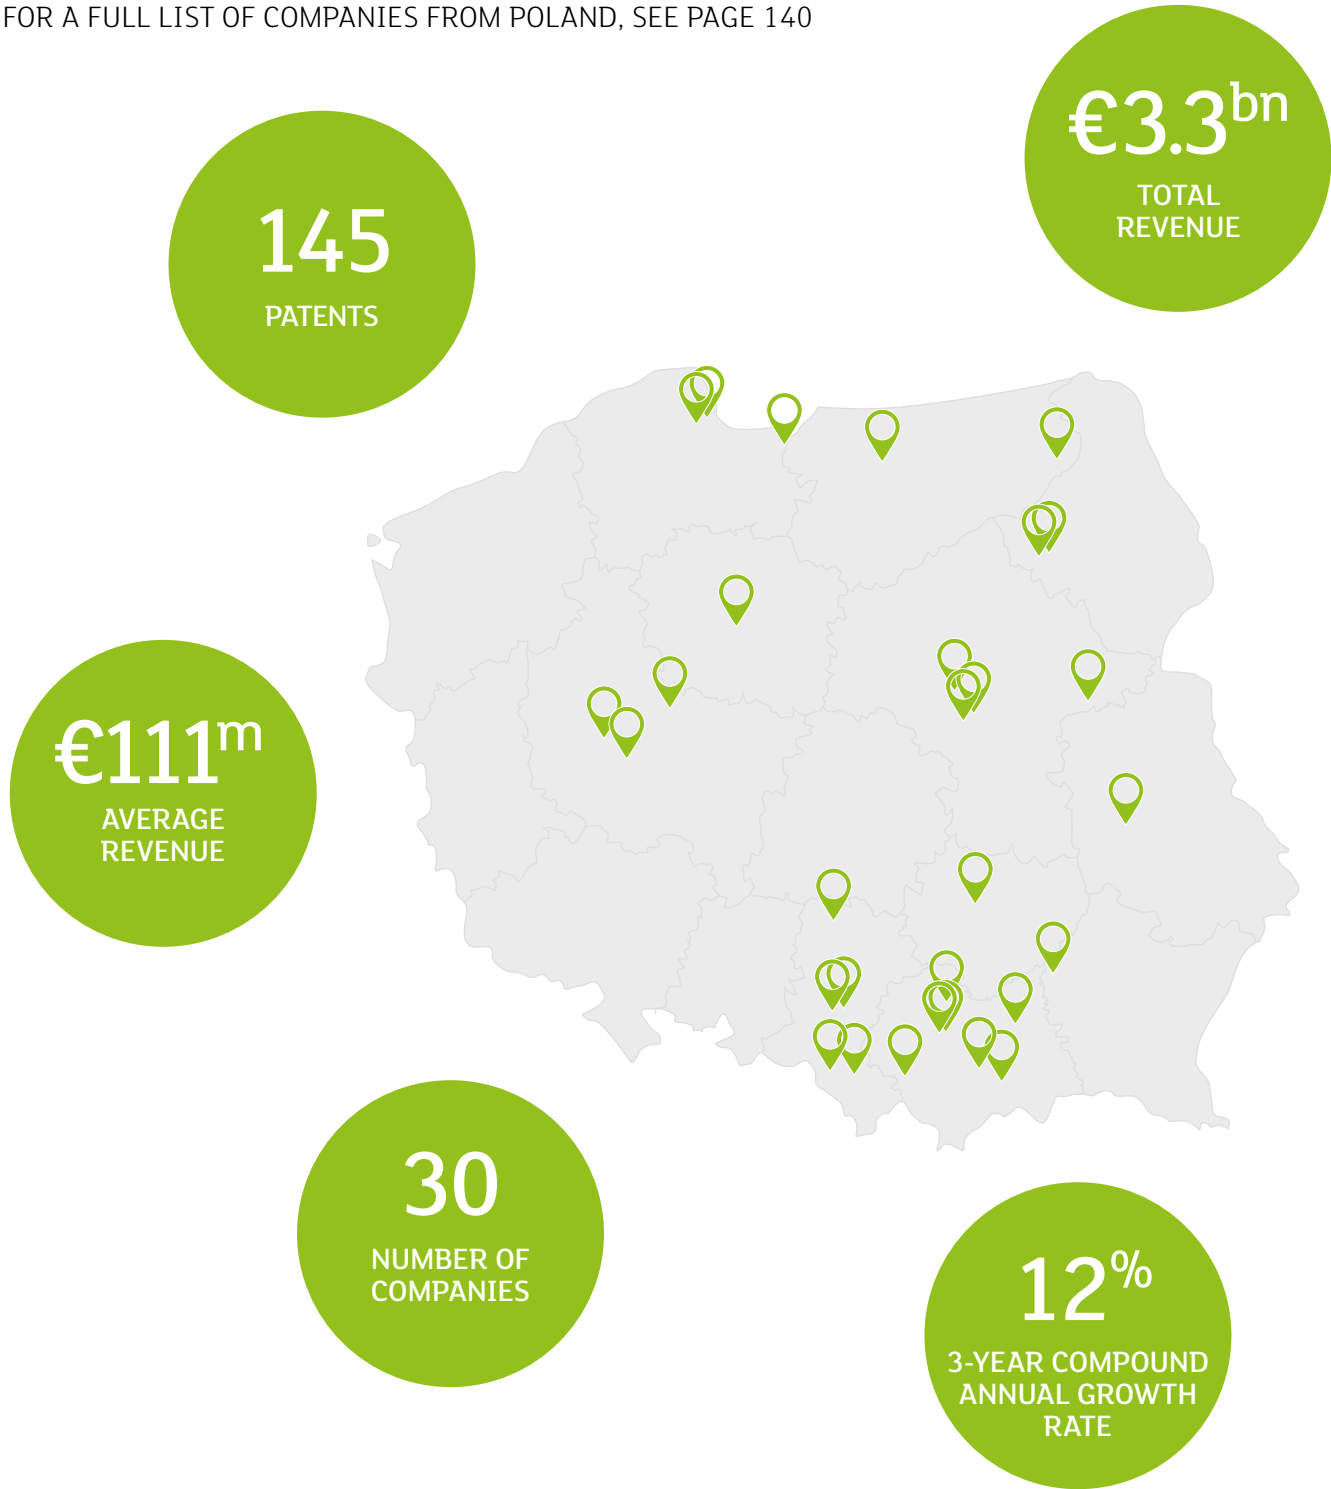 FOR A FULL LIST OF COMPANIES FROM POLAND, SEE PAGE 140
€3.3bn
TOTAL
REVENUE
145
PATENTS
€111m
AVERAGE
REVENUE
30
NUMBER OF
COMPANIES
12%
3-YEAR COMPOUND
ANNUAL GROWTH
RATE